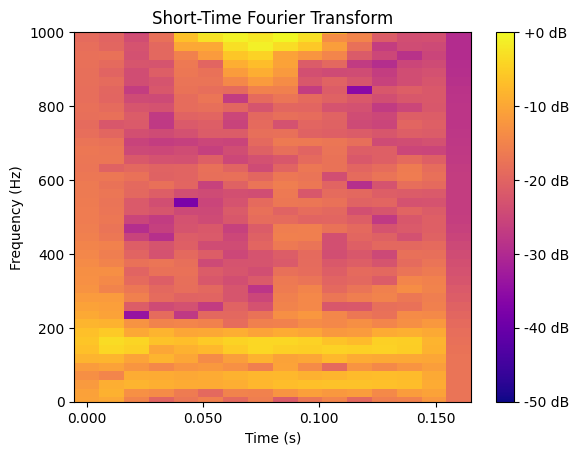 Short-Time Fourier Transform
1000
800
600
400
200
0
Frequency (Hz)
0.000
0.050
0.100
0.150
Time (s)
+0 dB
-10 dB
-20 dB
-30 dB
-40 dB
-50 dB